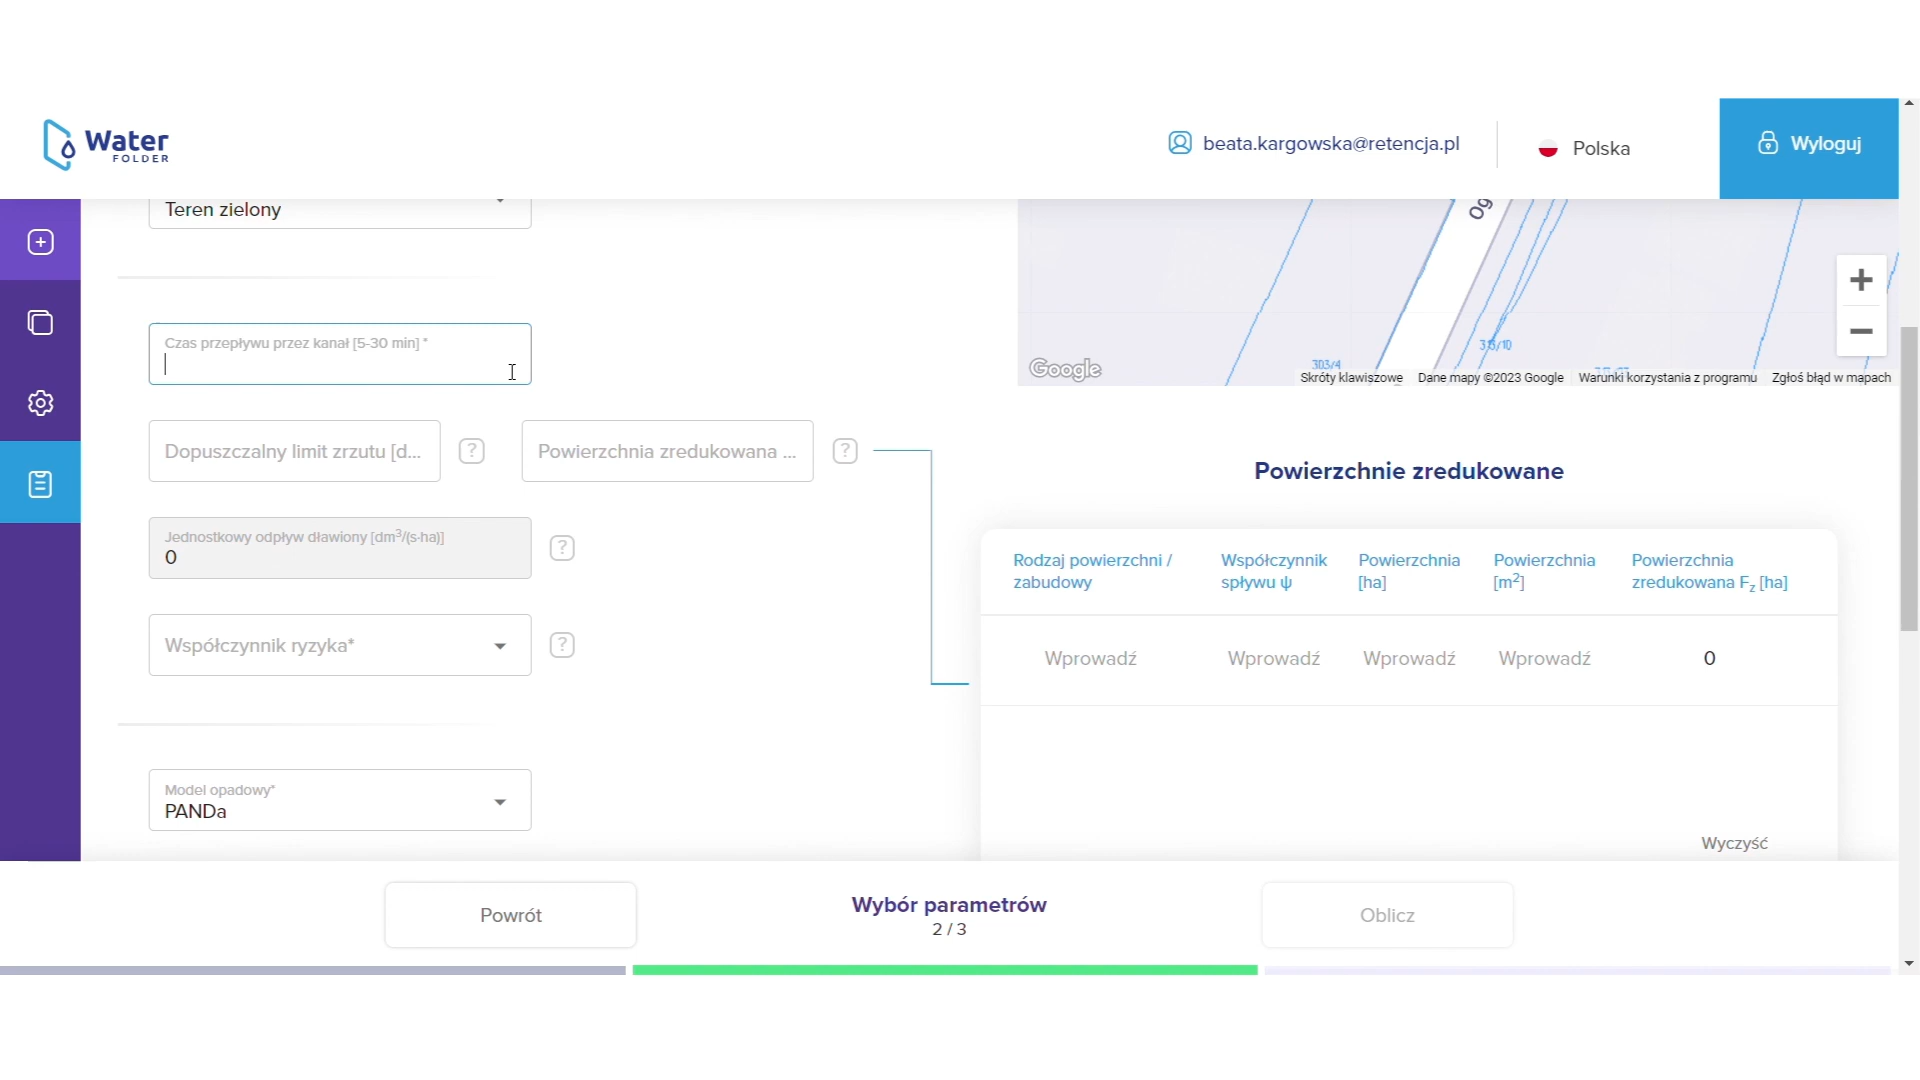 Water
FOLDER
beata.kargowska@retencja.pl
Polska
Wyloguj
Teren zielony
Og
Czas przepływu przez kanał [5-30 min] *
303/4
Google
Skróty klawiszowe
Dane mapy ©2023 Google
Warunki korzystania z programu
Zgłoś błąd w mapach
Dopuszczalny limit zrzutu [d...
?
Powierzchnia zredukowana ...
?
Powierzchnie zredukowane
Jednostkowy odpływ dławiony [dm³/(s·ha)]
0
?
Rodzaj powierzchni /
zabudowy
Współczynnik
spływu ψ
Powierzchnia
[ha]
Powierzchnia
[m²]
Powierzchnia
zredukowana Fz [ha]
Współczynnik ryzyka*
?
Wprowadź
Wprowadź
Wprowadź
Wprowadź
0
Model opadowy*
PANDa
Wyczyść
Powrót
Wybór parametrów
2 / 3
Oblicz